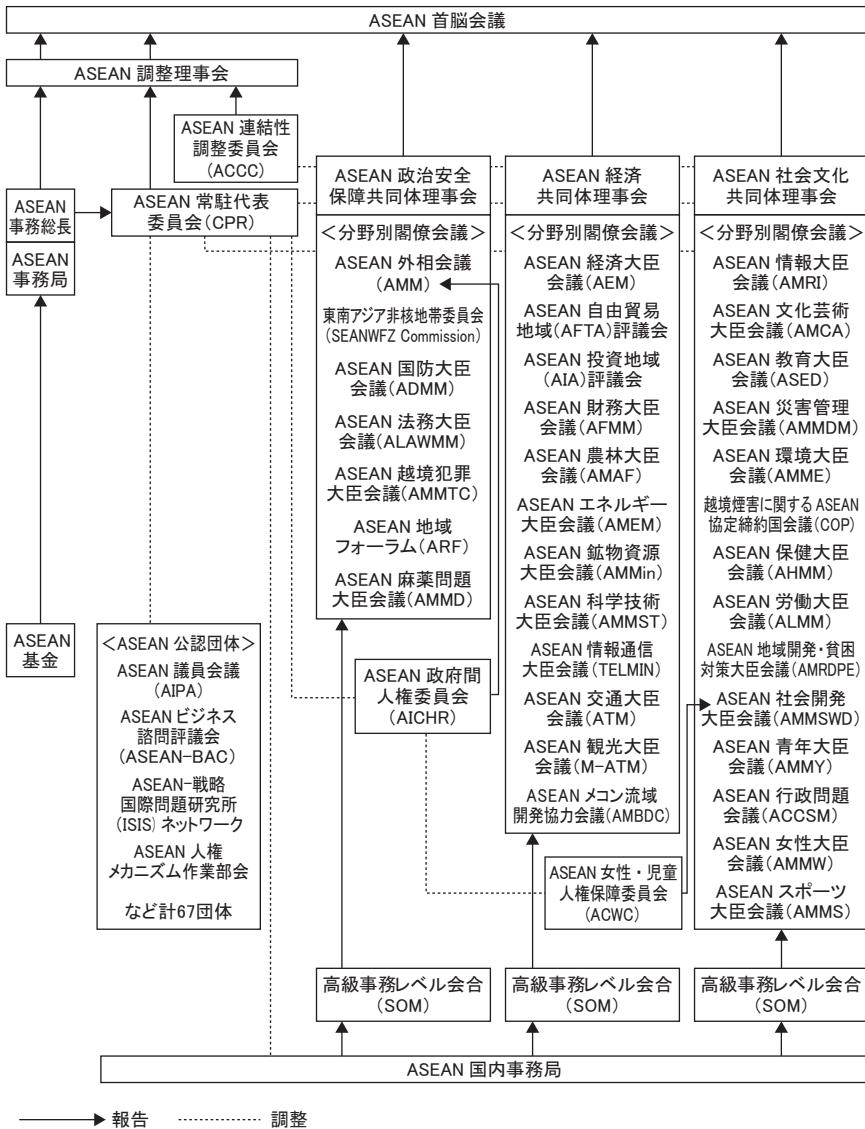 ASEAN 首脳会議
ASEAN 調整理事会
ASEAN 連結性
調整委員会
(ACCC)
ASEAN
事務総長
ASEAN
事務局
ASEAN 常駐代表
委員会(CPR)
ASEAN
基金
＜ASEAN 公認団体＞
ASEAN 議員会議
(AIPA)
ASEAN ビジネス
諮問評議会
(ASEAN-BAC)
ASEAN-戦略
国際問題研究所
(ISIS) ネットワーク
ASEAN 人権
メカニズム作業部会
など計67団体
ASEAN 政治安全
保障共同体理事会
＜分野別閣僚会議＞
ASEAN 外相会議
(AMM)
東南アジア非核地帯委員会
(SEANWFZ Commission)
ASEAN 国防大臣
会議(ADMM)
ASEAN 法務大臣
会議(ALAWMM)
ASEAN 越境犯罪
大臣会議(AMMTC)
ASEAN 地域
フォーラム(ARF)
ASEAN 麻薬問題
大臣会議(AMMD)
ASEAN 政府間
人権委員会
(AICHR)
ASEAN 経済
共同体理事会
＜分野別閣僚会議＞
ASEAN 経済大臣
会議(AEM)
ASEAN 自由貿易
地域(AFTA)評議会
ASEAN 投資地域
(AIA)評議会
ASEAN 財務大臣
会議(AFMM)
ASEAN 農林大臣
会議(AMAF)
ASEAN エネルギー
大臣会議(AMEM)
ASEAN 鉱物資源
大臣会議(AMMin)
ASEAN 科学技術
大臣会議(AMMST)
ASEAN 情報通信
大臣会議(TELMIN)
ASEAN 交通大臣
会議(ATM)
ASEAN 観光大臣
会議(M-ATM)
ASEAN メコン流域
開発協力会議(AMBDC)
ASEAN 女性・児童
人権保障委員会
(ACWC)
ASEAN 社会文化
共同体理事会
＜分野別閣僚会議＞
ASEAN 情報大臣
会議(AMRI)
ASEAN 文化芸術
大臣会議(AMCA)
ASEAN 教育大臣
会議(ASED)
ASEAN 災害管理
大臣会議(AMMDM)
ASEAN 環境大臣
会議(AMME)
越境煙害に関する ASEAN
協定締約国会議(COP)
ASEAN 保健大臣
会議(AHMM)
ASEAN 労働大臣
会議(ALMM)
ASEAN 地域開発・貧困
対策大臣会議(AMRDPE)
ASEAN 社会開発
大臣会議(AMMSWD)
ASEAN 青年大臣
会議(AMMY)
ASEAN 行政問題
会議(ACCSM)
ASEAN 女性大臣
会議(AMMW)
ASEAN スポーツ
大臣会議(AMMS)
高級事務レベル会合
(SOM)
高級事務レベル会合
(SOM)
高級事務レベル会合
(SOM)
ASEAN 国内事務局
報告
調整